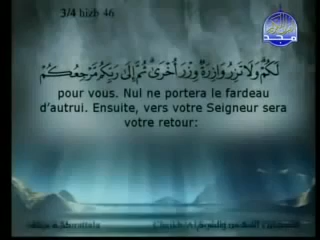 3/4 hizb 46
لَكُمْ وَلَا تَزِرُ وَازِرَةٌ وِزْرَ أُخْرَىٰ ثُمَّ إِلَىٰ رَبِّكُم مَّرْجِعُكُمْ
pour vous. Nul ne portera le fardeau
d'autrui. Ensuite, vers votre Seigneur sera
votre retour: